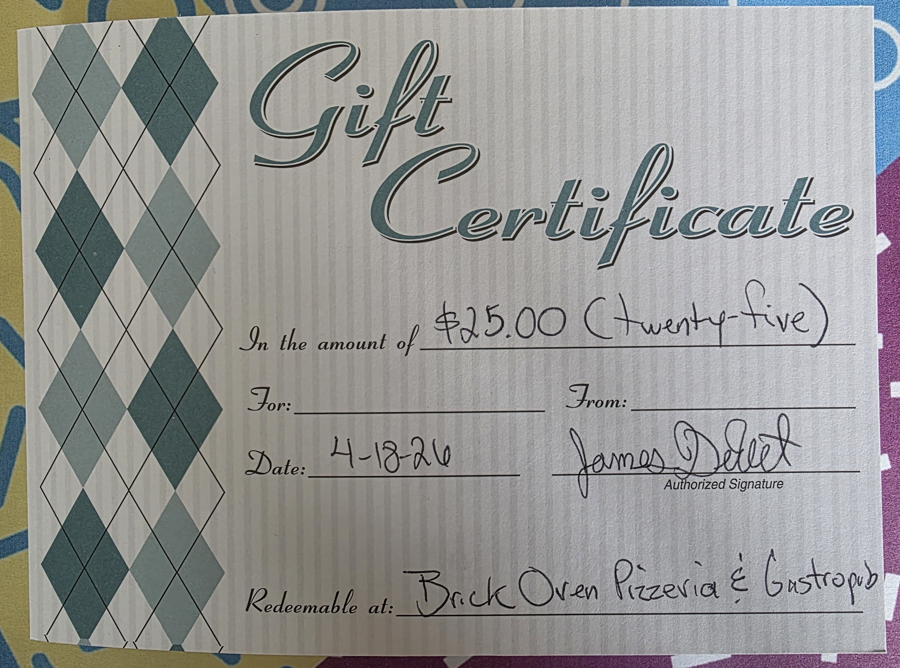 Gift
Certificate
In the amount of $25.00 (twenty-five)
For: From:
Date: 4-18-26 James
Authorized Signature
Redeemable at: Brick Oven Pizzeria & Gastropub